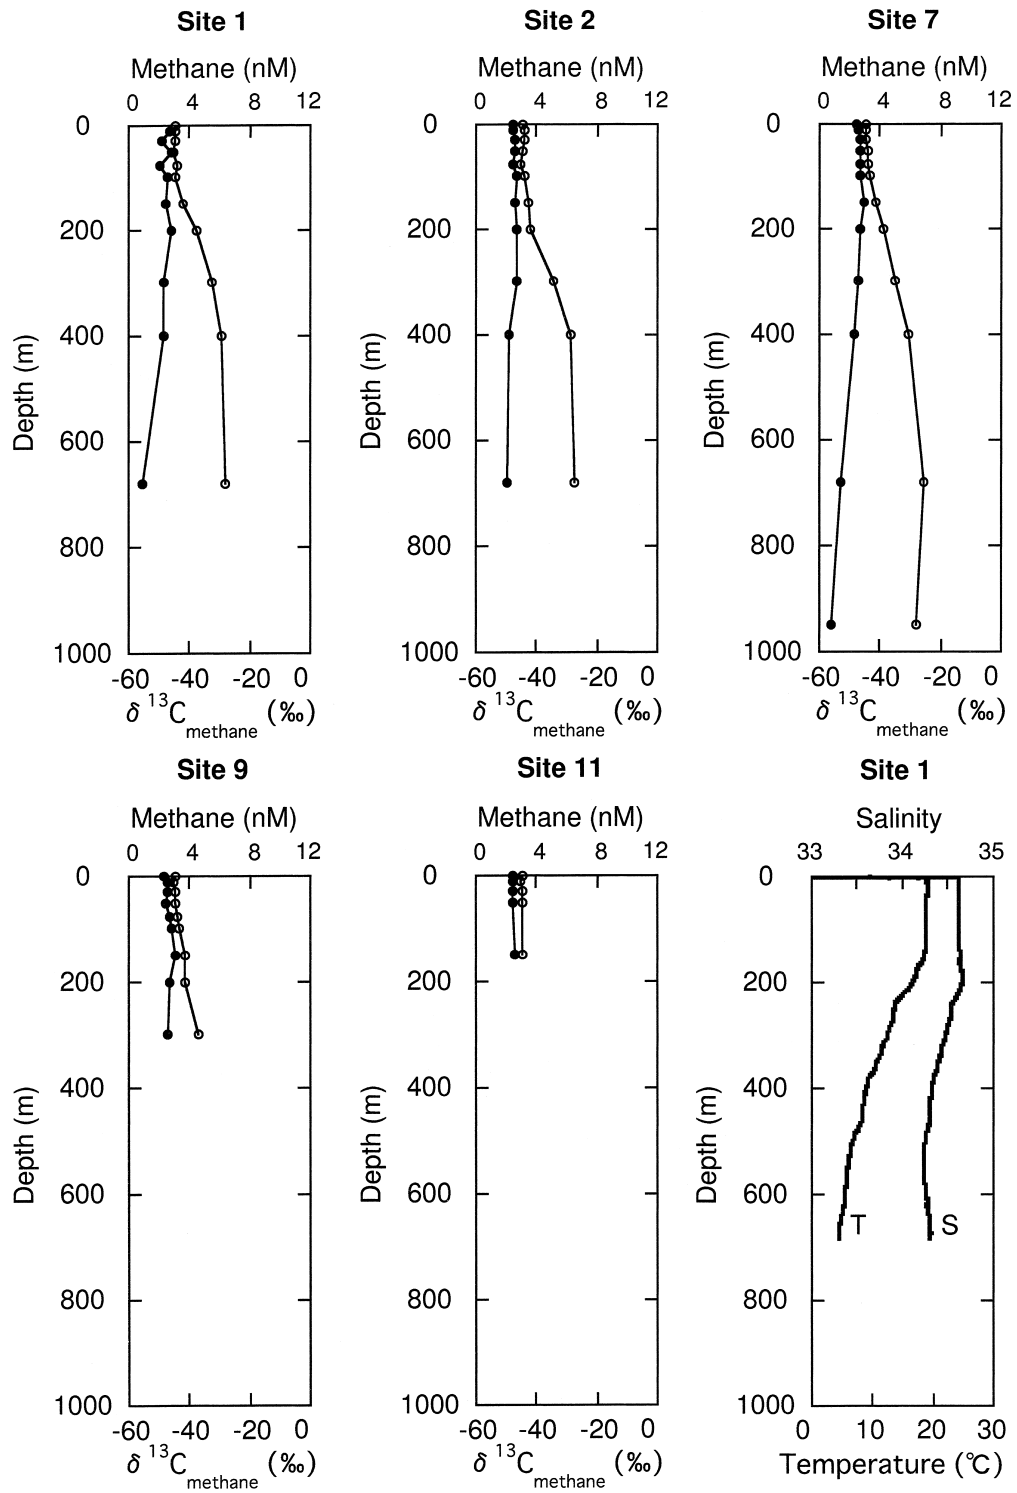 Site 1
Methane (nM)
0 4 8 12
0
200
400
600
800
1000
Depth (m)
-60 -40 -20 0
δ ¹³C methane (‰)
Site 2
Methane (nM)
0 4 8 12
0
200
400
600
800
1000
Depth (m)
-60 -40 -20 0
δ ¹³C methane (‰)
Site 7
Methane (nM)
0 4 8 12
0
200
400
600
800
1000
Depth (m)
-60 -40 -20 0
δ ¹³C methane (‰)
Site 9
Methane (nM)
0 4 8 12
0
200
400
600
800
1000
Depth (m)
-60 -40 -20 0
δ ¹³C methane (‰)
Site 11
Methane (nM)
0 4 8 12
0
200
400
600
800
1000
Depth (m)
-60 -40 -20 0
δ ¹³C methane (‰)
Site 1
Salinity
33 34 35
0
200
400
600
800
1000
Depth (m)
T S
0 10 20 30
Temperature (°C)